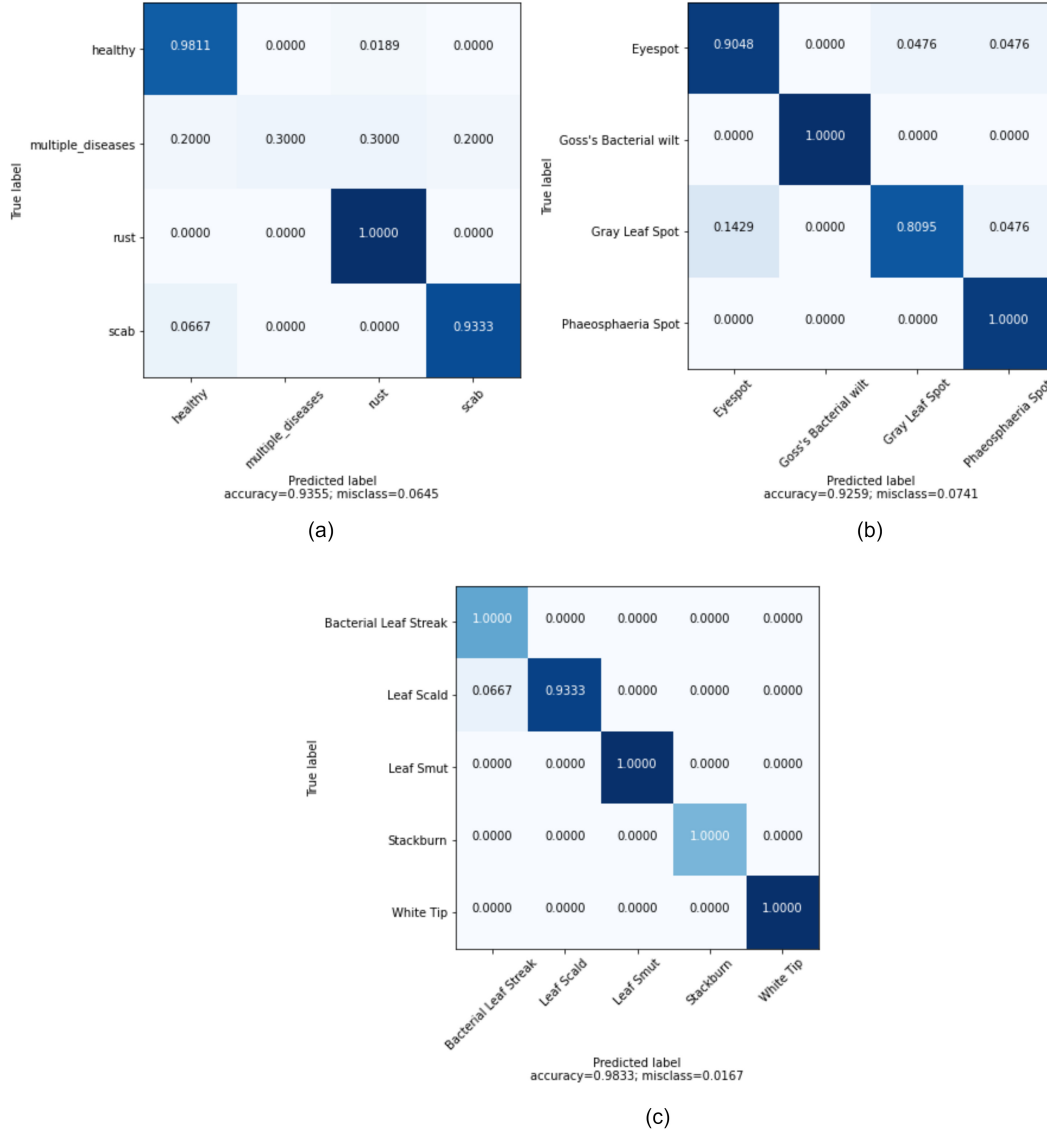 healthy 0.9811 0.0000 0.0189 0.0000
multiple_diseases 0.2000 0.3000 0.3000 0.2000
rust 0.0000 0.0000 1.0000 0.0000
scab 0.0667 0.0000 0.0000 0.9333
True label
healthy multiple_diseases rust scab
Predicted label
accuracy=0.9355; misclass=0.0645
(a)
Eyespot 0.9048 0.0000 0.0476 0.0476
Goss's Bacterial wilt 0.0000 1.0000 0.0000 0.0000
Gray Leaf Spot 0.1429 0.0000 0.8095 0.0476
Phaeosphaeria Spot 0.0000 0.0000 0.0000 1.0000
True label
Eyespot Goss's Bacterial wilt Gray Leaf Spot Phaeosphaeria Spot
Predicted label
accuracy=0.9259; misclass=0.0741
(b)
Bacterial Leaf Streak 1.0000 0.0000 0.0000 0.0000 0.0000
Leaf Scald 0.0667 0.9333 0.0000 0.0000 0.0000
Leaf Smut 0.0000 0.0000 1.0000 0.0000 0.0000
Stackburn 0.0000 0.0000 0.0000 1.0000 0.0000
White Tip 0.0000 0.0000 0.0000 0.0000 1.0000
True label
Bacterial Leaf Streak Leaf Scald Leaf Smut Stackburn White Tip
Predicted label
accuracy=0.9833; misclass=0.0167
(c)